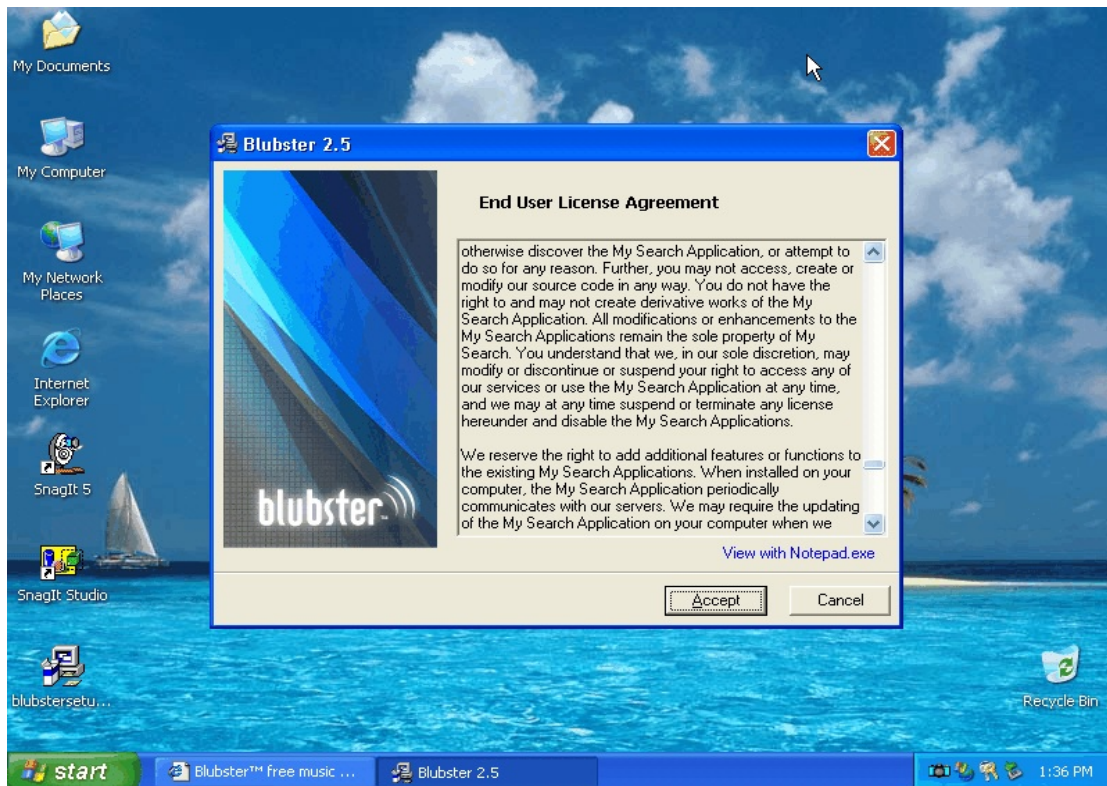 My Documents
My Computer
My Network
Places
Internet
Explorer
SnagIt 5
SnagIt Studio
blubstersetu...
Blubster 2.5
blubster
End User License Agreement
otherwise discover the My Search Application, or attempt to
do so for any reason. Further, you may not access, create or
modify our source code in any way. You do not have the
right to and may not create derivative works of the My
Search Application. All modifications or enhancements to the
My Search Applications remain the sole property of My
Search. You understand that we, in our sole discretion, may
modify or discontinue or suspend your right to access any of
our services or use the My Search Application at any time,
and we may at any time suspend or terminate any license
hereunder and disable the My Search Applications.
We reserve the right to add additional features or functions to
the existing My Search Applications. When installed on your
computer, the My Search Application periodically
communicates with our servers. We may require the updating
of the My Search Application on your computer when we
View with Notepad.exe
Accept
Cancel
Recycle Bin
start
Blubster™ free music ...
Blubster 2.5
1:36 PM